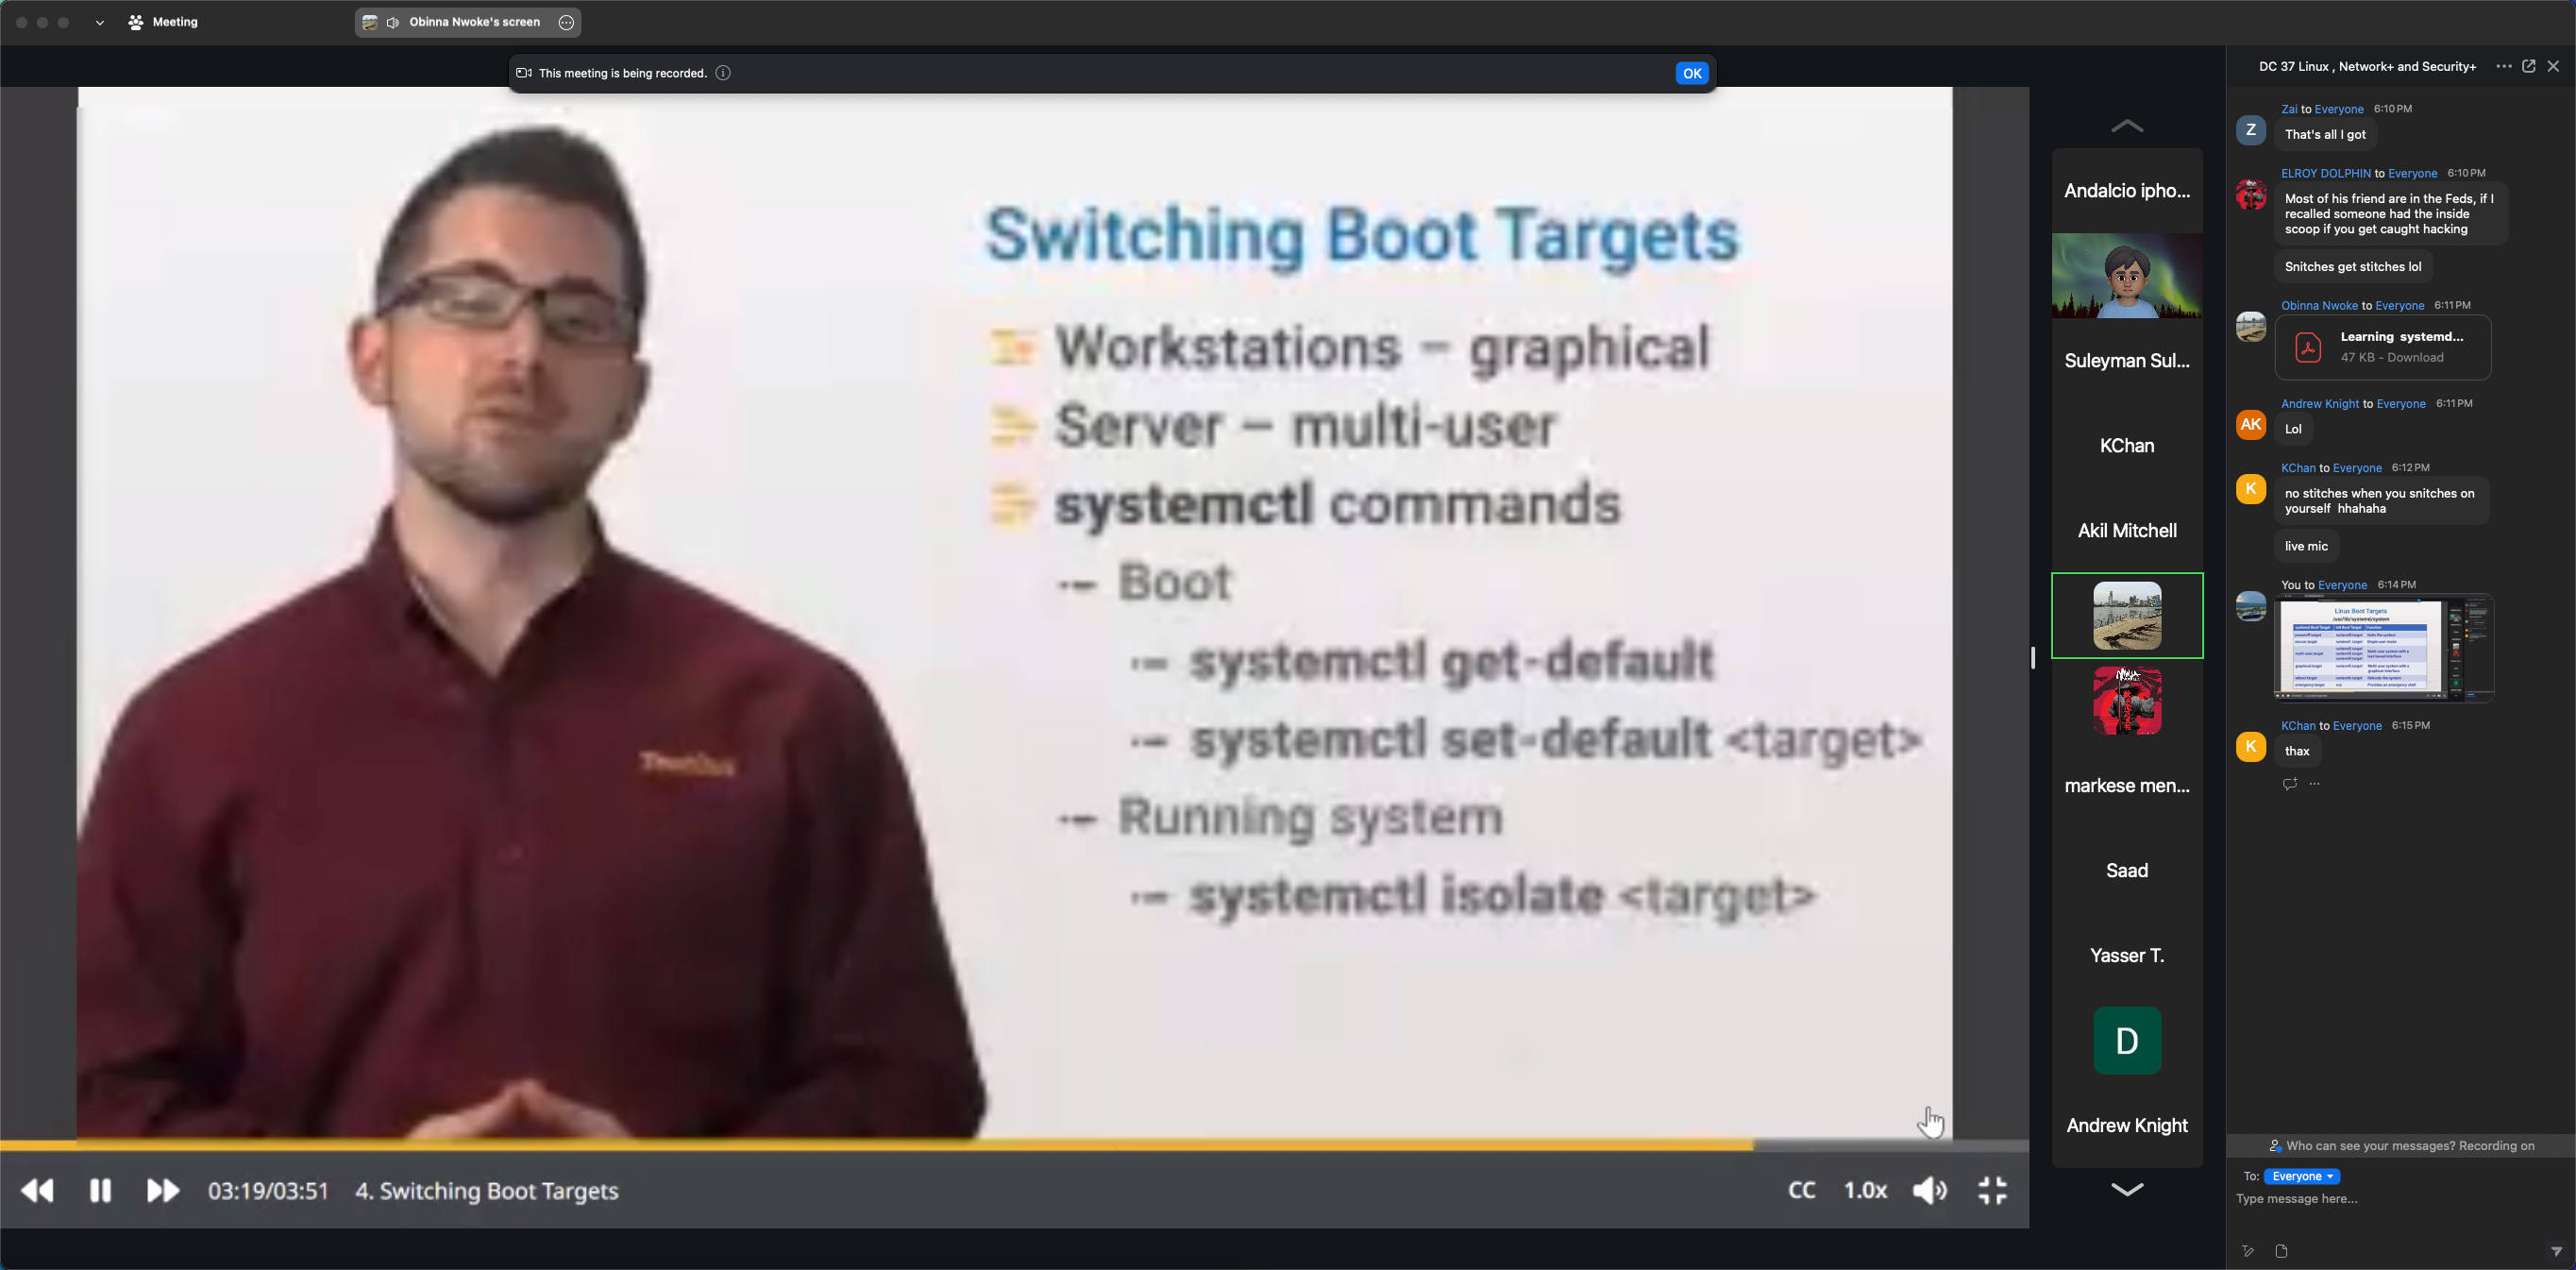 Meeting
Obinna Nwoke's screen
This meeting is being recorded.
OK
Switching Boot Targets
Workstations – graphical
Server – multi-user
systemctl commands
Boot
systemctl get-default
systemctl set-default <target>
Running system
systemctl isolate <target>
TestOut
03:19/03:51
4. Switching Boot Targets
CC
1.0x
Andalcio ipho...
Suleyman Sul...
KChan
Akil Mitchell
markese men...
Saad
Yasser T.
D
Andrew Knight
DC 37 Linux , Network+ and Security+
Zai to Everyone 6:10 PM
Z
That's all I got
ELROY DOLPHIN to Everyone 6:10 PM
Most of his friend are in the Feds, if I
recalled someone had the inside
scoop if you get caught hacking
Snitches get stitches lol
Obinna Nwoke to Everyone 6:11 PM
Learning systemd...
47 KB - Download
Andrew Knight to Everyone 6:11 PM
AK
Lol
KChan to Everyone 6:12 PM
K
no stitches when you snitches on
yourself hhahaha
live mic
You to Everyone 6:14 PM
Linux Boot Targets
/usr/lib/systemd/system
KChan to Everyone 6:15 PM
K
thax
Who can see your messages? Recording on
To: Everyone
Type message here...